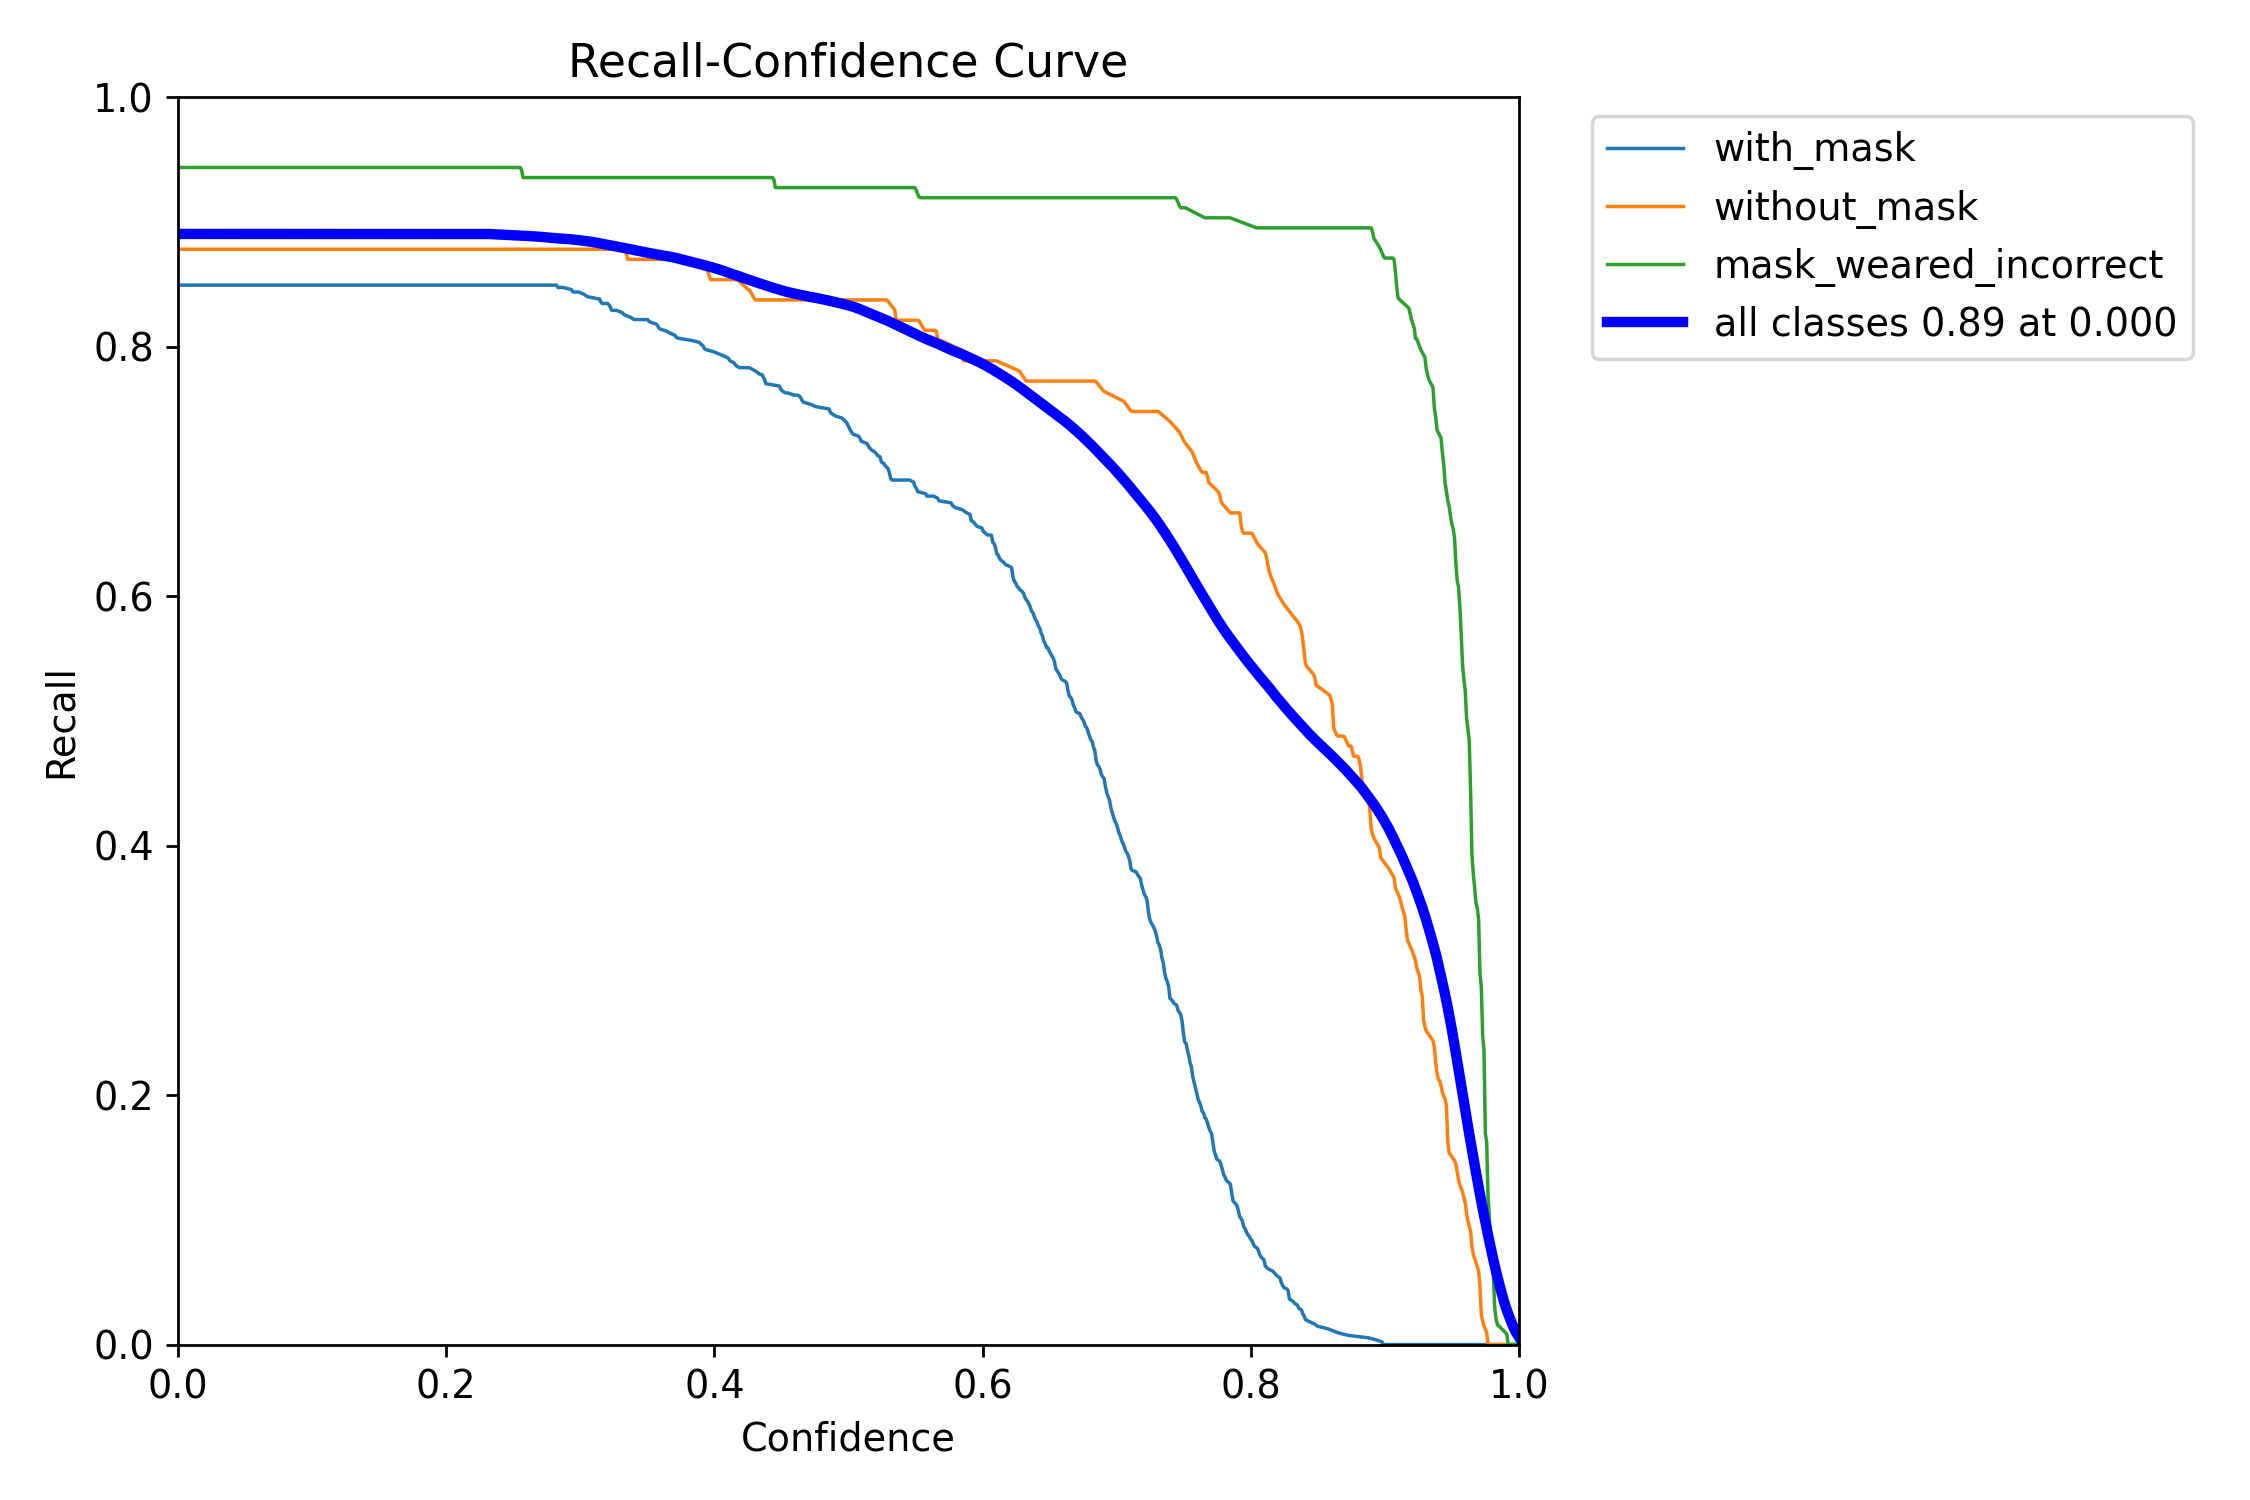 Recall-Confidence Curve
1.0
0.8
0.6
0.4
0.2
0.0
Recall
0.0 0.2 0.4 0.6 0.8 1.0
Confidence
with_mask
without_mask
mask_weared_incorrect
all classes 0.89 at 0.000